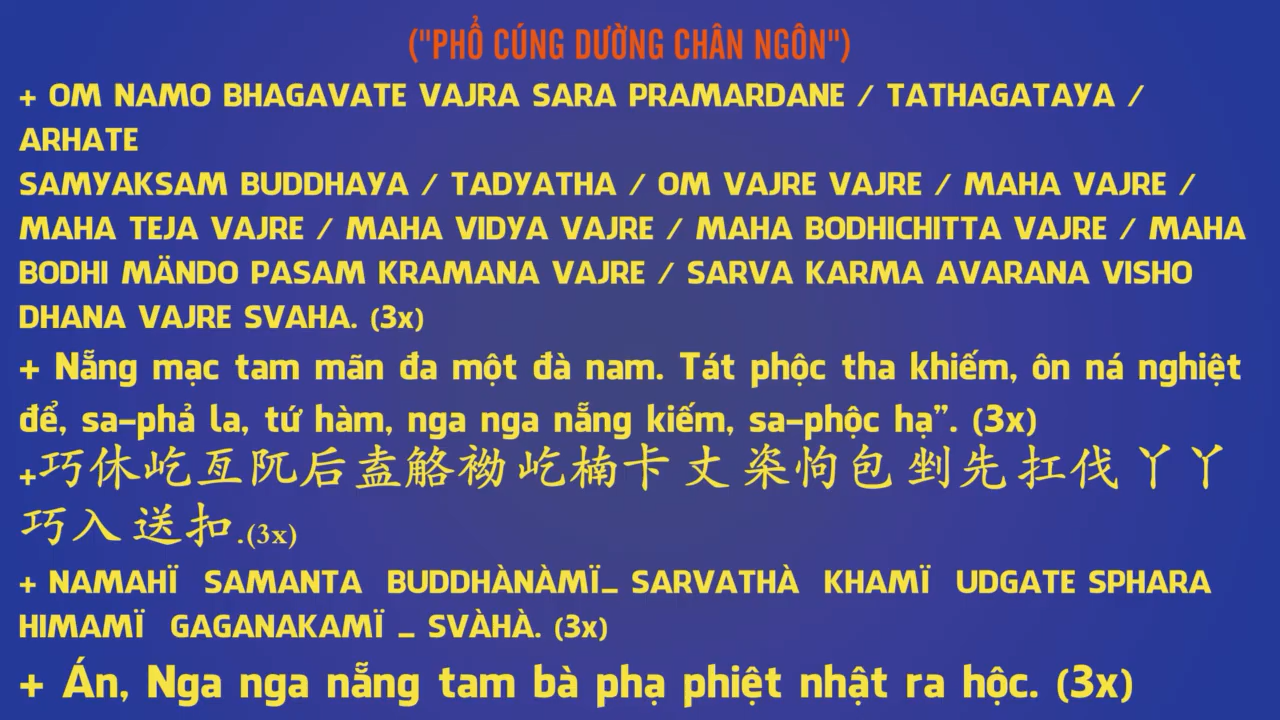 ("PHỔ CÚNG DƯỜNG CHÂN NGÔN")
+ OM NAMO BHAGAVATE VAJRA SARA PRAMARDANE / TATHAGATAYA /
ARHATE
SAMYAKSAM BUDDHAYA / TADYATHA / OM VAJRE VAJRE / MAHA VAJRE /
MAHA TEJA VAJRE / MAHA VIDYA VAJRE / MAHA BODHICHITTA VAJRE / MAHA
BODHI MÄNDO PASAM KRAMANA VAJRE / SARVA KARMA AVARANA VISHO
DHANA VAJRE SVAHA. (3x)
+ Nẵng mạc tam mãn đa một đà nam. Tát phộc tha khiếm, ôn ná nghiệt
để, sa-phả la, tứ hàm, nga nga nẵng kiếm, sa-phộc hạ”. (3x)
+巧休屹亙阢后盍觡袎屹楠卡丈 粢怐包 剉先扛伐丫丫
巧入送扣.(3x)
+ NAMAHÏ SAMANTA BUDDHÀNÀMÏ_ SARVATHÀ KHAMÏ UDGATE SPHARA
HIMAMÏ GAGANAKAMÏ _ SVÀHÀ. (3x)
+ Án, Nga nga nẵng tam bà phạ phiệt nhật ra hộc. (3x)